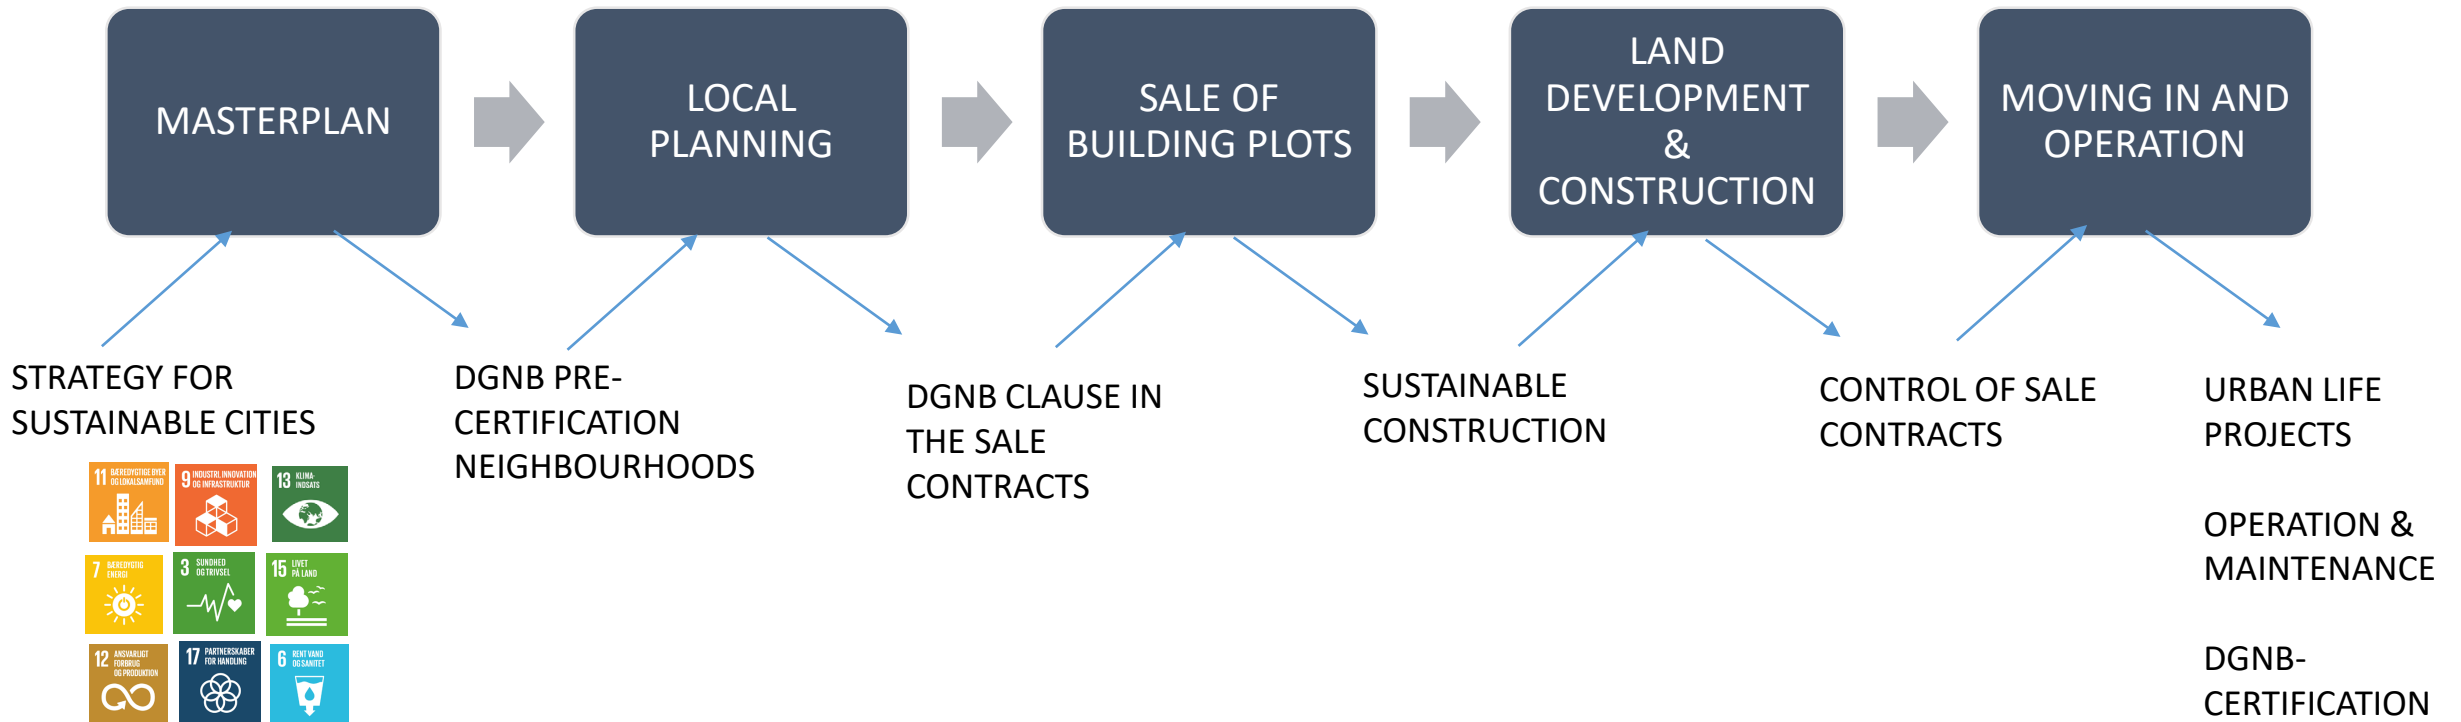 MASTERPLAN
LOCAL
PLANNING
SALE OF
BUILDING PLOTS
LAND
DEVELOPMENT
&
CONSTRUCTION
MOVING IN AND
OPERATION
STRATEGY FOR
SUSTAINABLE CITIES
DGNB PRE-
CERTIFICATION
NEIGHBOURHOODS
DGNB CLAUSE IN
THE SALE
CONTRACTS
SUSTAINABLE
CONSTRUCTION
CONTROL OF SALE
CONTRACTS
URBAN LIFE
PROJECTS
OPERATION &
MAINTENANCE
DGNB-
CERTIFICATION
11 BÆREDYGTIGE BYER
OG LOKALSAMFUND
9 INDUSTRI, INNOVATION
OG INFRASTRUKTUR
13 KLIMA-
INDSATS
7 BÆREDYGTIG
ENERGI
3 SUNDHED
OG TRIVSEL
15 LIVET
PÅ LAND
12 ANSVARLIGT
FORBRUG
OG PRODUKTION
17 PARTNERSKABER
FOR HANDLING
6 RENT VAND
OG SANITET